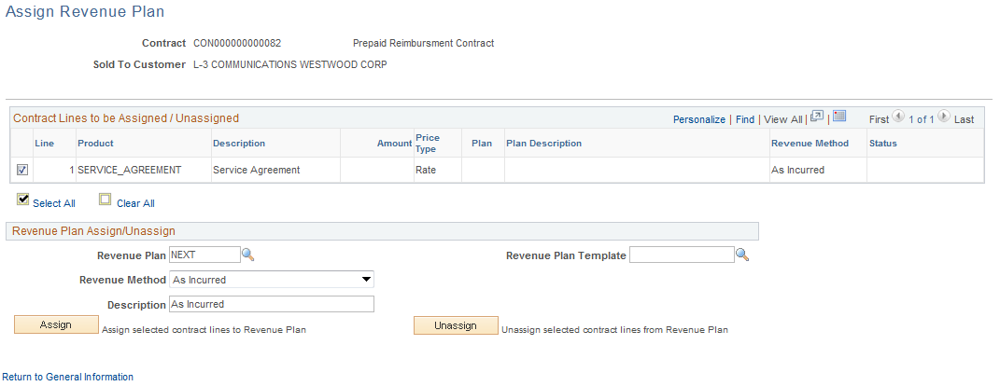 Assign Revenue Plan
Contract CON000000000082 Prepaid Reimbursment Contract
Sold To Customer L-3 COMMUNICATIONS WESTWOOD CORP
Contract Lines to be Assigned / Unassigned Personalize | Find | View All | | First 1 of 1 Last
Line Product Description Amount Price Type Plan Plan Description Revenue Method Status
1 SERVICE_AGREEMENT Service Agreement Rate As Incurred
Select All Clear All
Revenue Plan Assign/Unassign
Revenue Plan NEXT Revenue Plan Template
Revenue Method As Incurred
Description As Incurred
Assign Assign selected contract lines to Revenue Plan Unassign Unassign selected contract lines from Revenue Plan
Return to General Information